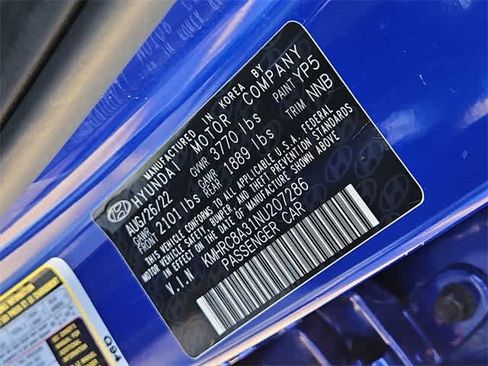 MANUFACTURED IN KOREA BY
HYUNDAI MOTOR COMPANY
AUG/26/22 GVWR 3770 lbs PAINT YP5
GAWR FRONT 2101 lbs GAWR REAR 1889 lbs TRIM NNB
THIS VEHICLE CONFORMS TO ALL APPLICABLE U.S.A. FEDERAL
MOTOR VEHICLE SAFETY, BUMPER, AND THEFT PREVENTION STANDARDS
IN EFFECT ON THE DATE OF MANUFACTURE SHOWN ABOVE.
V.I.N KMHRC8A31NU207286
PASSENGER CAR
Q94